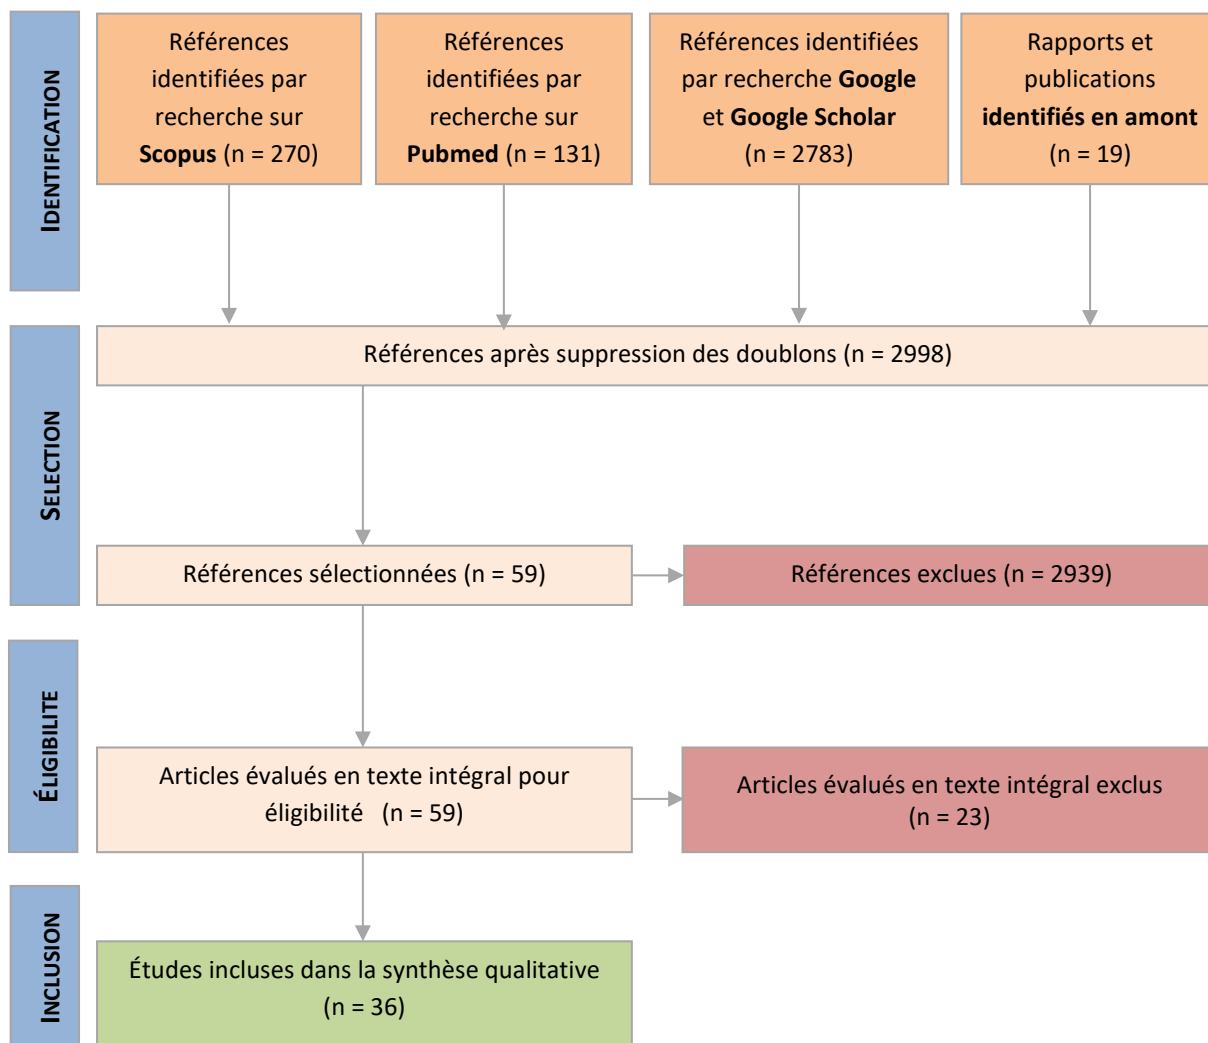 IDENTIFICATION
Références
identifiées par
recherche sur
Scopus (n = 270)
Références
identifiées par
recherche sur
Pubmed (n = 131)
Références identifiées
par recherche Google
et Google Scholar
(n = 2783)
Rapports et
publications
identifiés en amont
(n = 19)
SELECTION
Références après suppression des doublons (n = 2998)
Références sélectionnées (n = 59)
Références exclues (n = 2939)
ÉLIGIBILITE
Articles évalués en texte intégral pour
éligibilité   (n = 59)
Articles évalués en texte intégral exclus
(n = 23)
INCLUSION
Études incluses dans la synthèse qualitative
(n = 36)